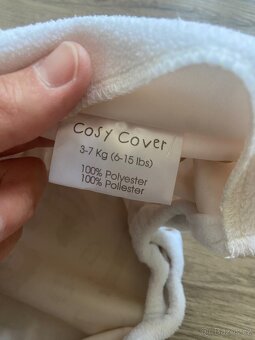 Cosy Cover
3-7 Kg (6-15 lbs)
100% Polyester
100% Poliester